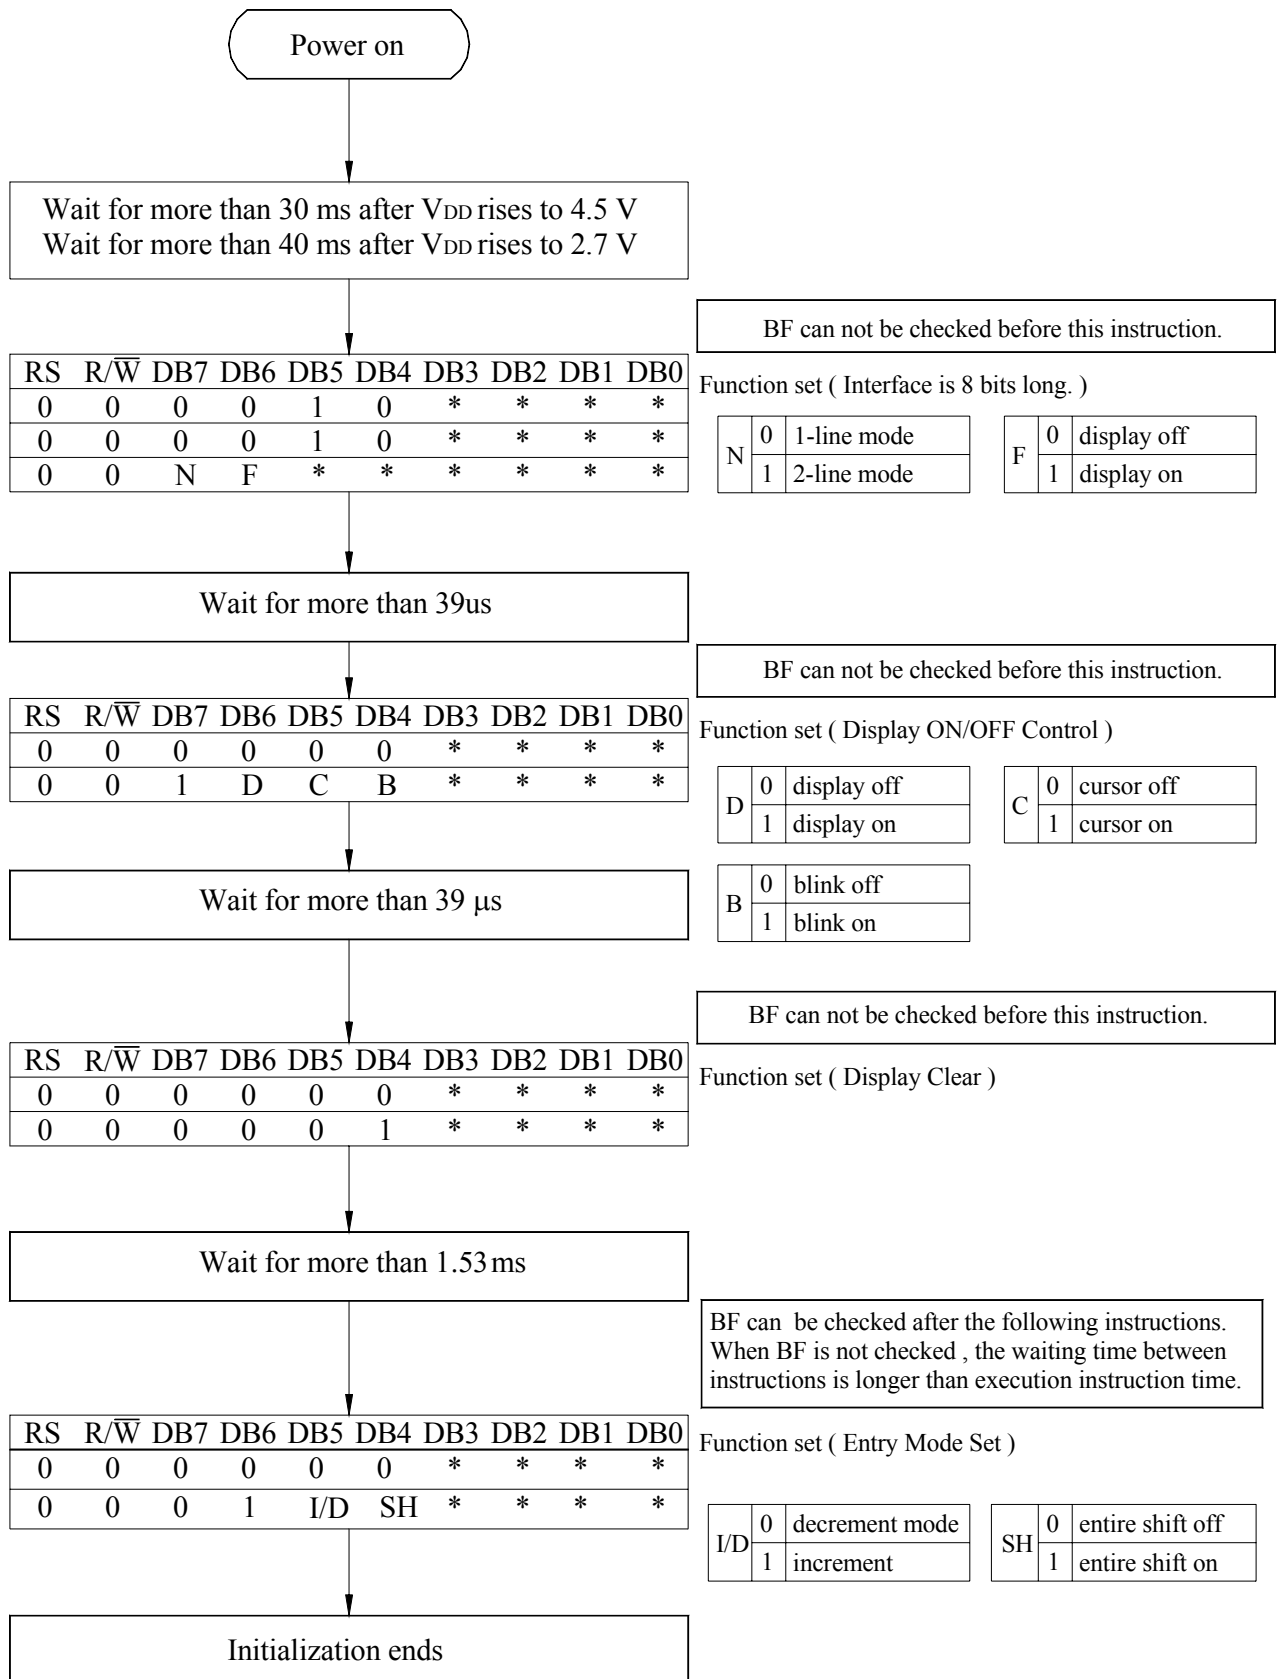 Power on
Wait for more than 30 ms after VDD rises to 4.5 V
Wait for more than 40 ms after VDD rises to 2.7 V
BF can not be checked before this instruction.
RS R/W̅ DB7 DB6 DB5 DB4 DB3 DB2 DB1 DB0
0 0 0 0 1 0 * * * *
0 0 0 0 1 0 * * * *
0 0 N F * * * * * *
Function set ( Interface is 8 bits long. )
N 0 1-line mode
1 2-line mode
F 0 display off
1 display on
Wait for more than 39us
BF can not be checked before this instruction.
RS R/W̅ DB7 DB6 DB5 DB4 DB3 DB2 DB1 DB0
0 0 0 0 0 0 * * * *
0 0 1 D C B * * * *
Function set ( Display ON/OFF Control )
D 0 display off
1 display on
C 0 cursor off
1 cursor on
B 0 blink off
1 blink on
Wait for more than 39 μs
BF can not be checked before this instruction.
RS R/W̅ DB7 DB6 DB5 DB4 DB3 DB2 DB1 DB0
0 0 0 0 0 0 * * * *
0 0 0 0 0 1 * * * *
Function set ( Display Clear )
Wait for more than 1.53ms
BF can be checked after the following instructions.
When BF is not checked , the waiting time between
instructions is longer than execution instruction time.
RS R/W̅ DB7 DB6 DB5 DB4 DB3 DB2 DB1 DB0
0 0 0 0 0 0 * * * *
0 0 0 1 I/D SH * * * *
Function set ( Entry Mode Set )
I/D 0 decrement mode
1 increment
SH 0 entire shift off
1 entire shift on
Initialization ends